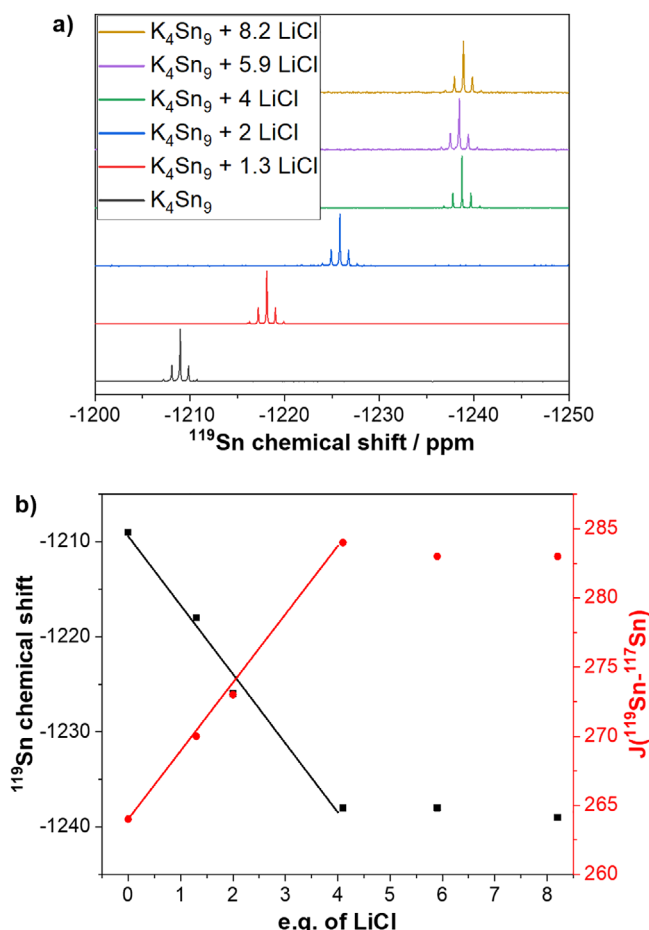 a)
K₄Sn₉ + 8.2 LiCl
K₄Sn₉ + 5.9 LiCl
K₄Sn₉ + 4 LiCl
K₄Sn₉ + 2 LiCl
K₄Sn₉ + 1.3 LiCl
K₄Sn₉
-1200 -1210 -1220 -1230 -1240 -1250
¹¹⁹Sn chemical shift / ppm
b)
-1210
-1220
-1230
-1240
¹¹⁹Sn chemical shift
285
280
275
270
265
260
J(¹¹⁹Sn-¹¹⁷Sn)
0 1 2 3 4 5 6 7 8
e.q. of LiCl